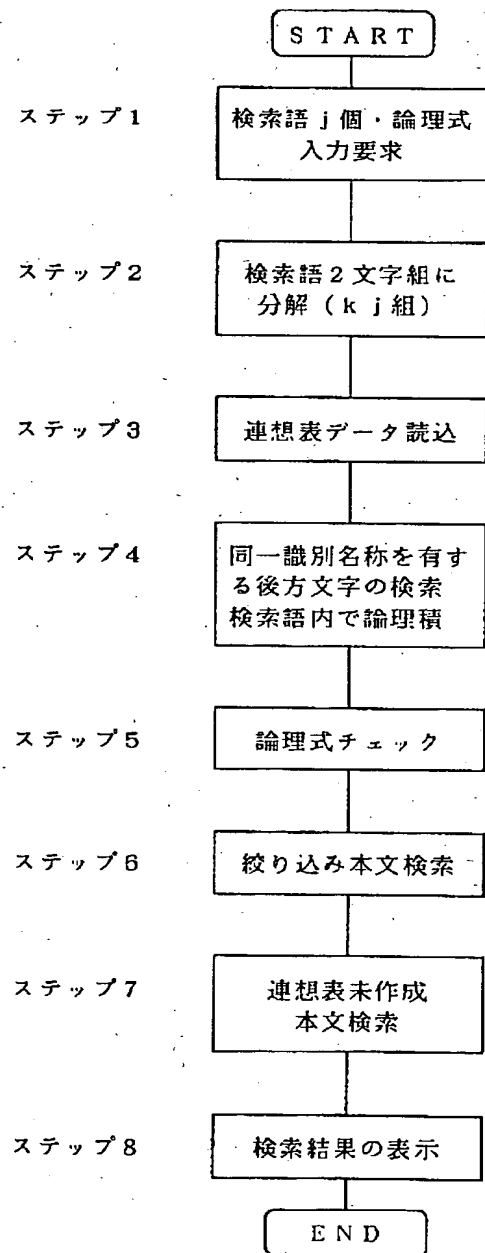 START
ステップ1
検索語j個・論理式
入力要求
ステップ2
検索語2文字組に
分解(kj組)
ステップ3
連想表データ読込
ステップ4
同一識別名称を有す
る後方文字の検索
検索語内で論理積
ステップ5
論理式チェック
ステップ6
絞り込み本文検索
ステップ7
連想表未作成
本文検索
ステップ8
検索結果の表示
END